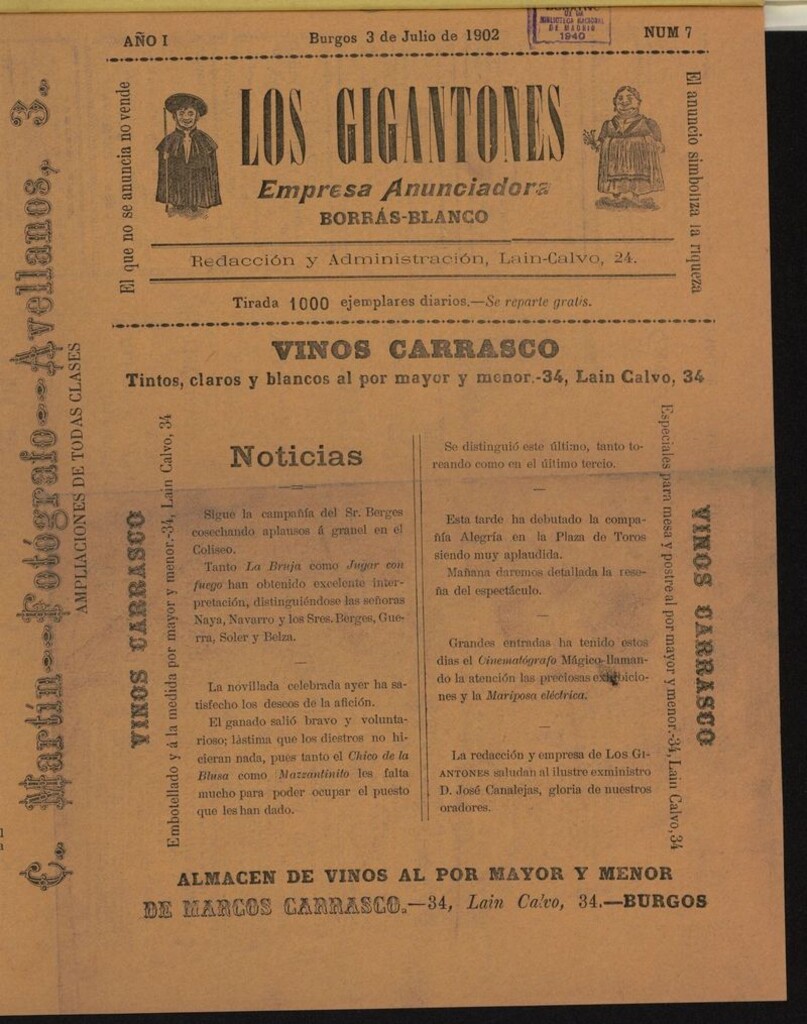 AÑO I
Burgos 3 de Julio de 1902
NUM 7
BIBLIOTECA NACIONAL
DE MADRID
1940
El que no se anuncia no vende
LOS GIGANTONES
Empresa Anunciadora
BORRÁS-BLANCO
El anuncio simboliza la riqueza
Redacción y Administración, Lain-Calvo, 24.
Tirada 1000 ejemplares diarios.—Se reparte gratis.
VINOS CARRASCO
Tintos, claros y blancos al por mayor y menor.-34, Lain Calvo, 34
C. Martín--Fotógrafo--Avellanos, 3.
AMPLIACIONES DE TODAS CLASES
VINOS CARRASCO
Embotellado y á la medida por mayor y menor.-34, Lain Calvo, 34
Noticias
Sigue la campañía del Sr. Berges
cosechando aplausos á granel en el
Coliseo.
Tanto La Bruja como Jugar con
fuego han obtenido excelente inter-
pretación, distinguiéndose las señoras
Naya, Navarro y los Sres. Berges, Gue-
rra, Soler y Belza.
La novillada celebrada ayer ha sa-
tisfecho los deseos de la afición.
El ganado salió bravo y volunta-
rioso; lástima que los diestros no hi-
cieran nada, pues tanto el Chico de la
Blusa como Mazzantinito les falta
mucho para poder ocupar el puesto
que les han dado.
Se distinguió este último, tanto to-
reando como en el último tercio.
Esta tarde ha debutado la compa-
ñía Alegría en la Plaza de Toros
siendo muy aplaudida.
Mañana daremos detallada la rese-
ña del espectáculo.
Grandes entradas ha tenido estos
dias el Cinematógrafo Mágico-llaman-
do la atención las preciosas exhibicio-
nes y la Mariposa eléctrica.
La redacción y empresa de LOS GI-
GANTONES saludan al ilustre exministro
D. José Canalejas, gloria de nuestros
oradores.
Especiales para mesa y postre al por mayor y menor.-34, Lain Calvo, 34
VINOS CARRASCO
ALMACEN DE VINOS AL POR MAYOR Y MENOR
DE MARCOS CARRASCO.—34, Lain Calvo, 34.—BURGOS